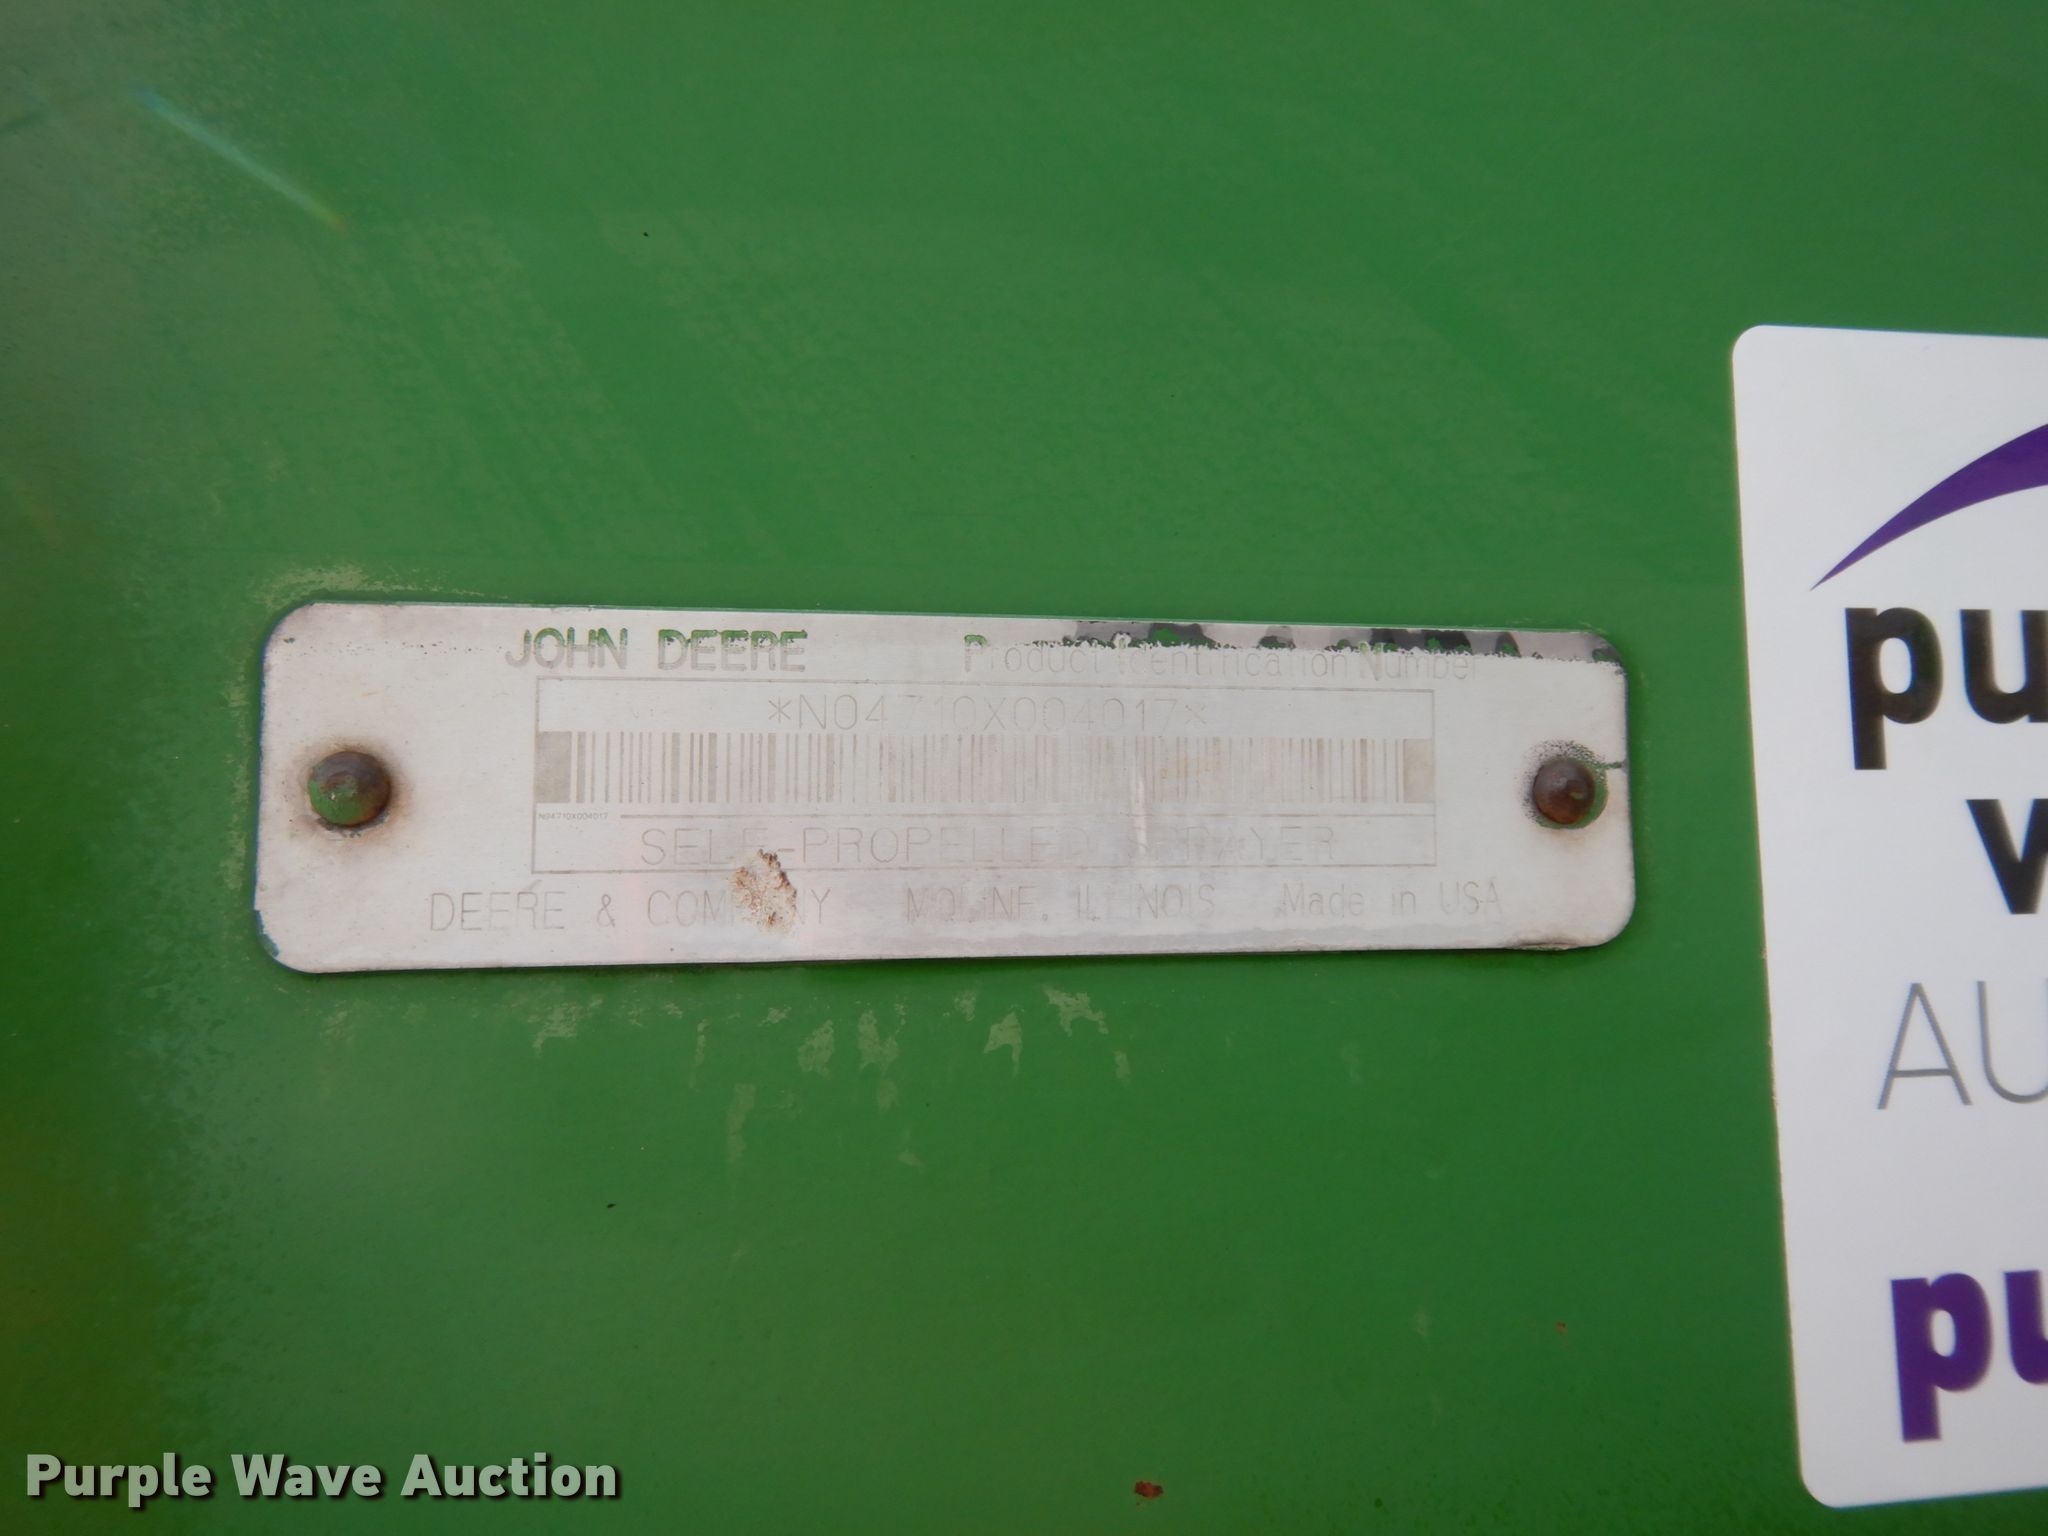 JOHN DEERE Product Identification Number
*N04710X004017*
N04710X004017
SELF-PROPELLED SPRAYER
DEERE & COMPANY MOLINE, ILLINOIS Made in USA
pu
w
AU
pu
Purple Wave Auction